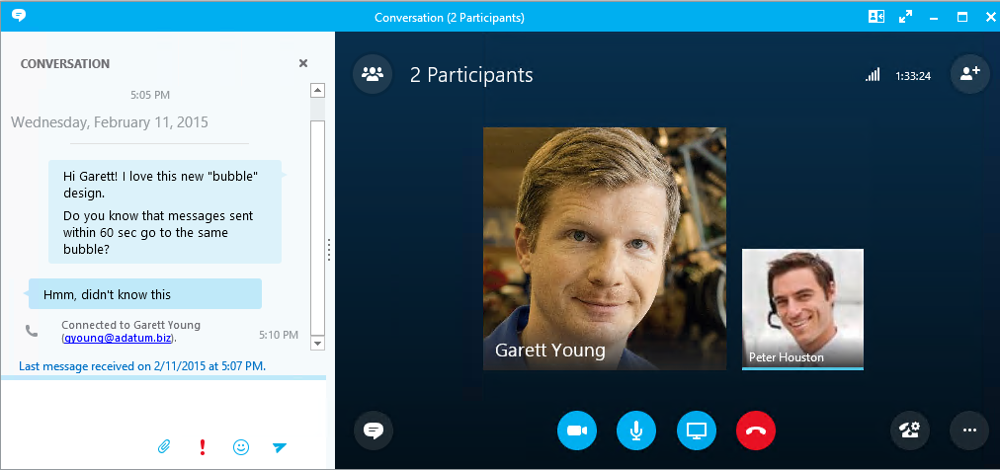 Conversation (2 Participants)
CONVERSATION
5:05 PM
Wednesday, February 11, 2015
Hi Garett! I love this new "bubble"
design.
Do you know that messages sent
within 60 sec go to the same
bubble?
Hmm, didn't know this
Connected to Garett Young
(gyoung@adatum.biz).
5:10 PM
Last message received on 2/11/2015 at 5:07 PM.
2 Participants
1:33:24
Garett Young
Peter Houston